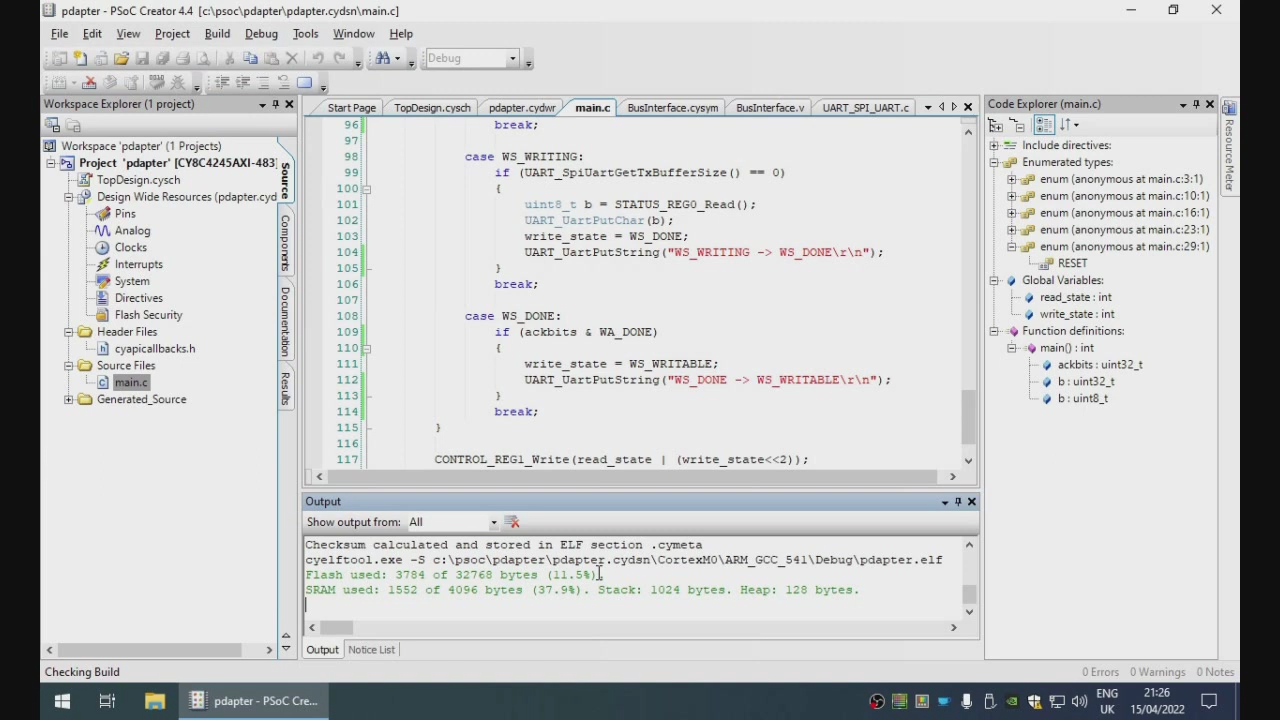 pdapter - PSoC Creator 4.4 [c:\psoc\pdapter\pdapter.cydsn\main.c]
File Edit View Project Build Debug Tools Window Help
Debug
Workspace Explorer (1 project)
Workspace 'pdapter' (1 Projects)
Project 'pdapter' [CY8C4245AXI-483]
TopDesign.cysch
Design Wide Resources (pdapter.cyd
Pins
Analog
Clocks
Interrupts
System
Directives
Flash Security
Header Files
cyapicallbacks.h
Source Files
main.c
Generated_Source
Source
Components
Documentation
Results
Start Page TopDesign.cysch pdapter.cydwr main.c BusInterface.cysym BusInterface.v UART_SPI_UART.c
96 break;
97
98 case WS_WRITING:
99 if (UART_SpiUartGetTxBufferSize() == 0)
100 {
101 uint8_t b = STATUS_REG0_Read();
102 UART_UartPutChar(b);
103 write_state = WS_DONE;
104 UART_UartPutString("WS_WRITING -> WS_DONE\r\n");
105 }
106 break;
107
108 case WS_DONE:
109 if (ackbits & WA_DONE)
110 {
111 write_state = WS_WRITABLE;
112 UART_UartPutString("WS_DONE -> WS_WRITABLE\r\n");
113 }
114 break;
115 }
116
117 CONTROL_REG1_Write(read_state | (write_state<<2));
Code Explorer (main.c)
Include directives:
Enumerated types:
enum (anonymous at main.c:3:1)
enum (anonymous at main.c:10:1)
enum (anonymous at main.c:16:1)
enum (anonymous at main.c:23:1)
enum (anonymous at main.c:29:1)
RESET
Global Variables:
read_state : int
write_state : int
Function definitions:
main() : int
ackbits : uint32_t
b : uint32_t
b : uint8_t
Resource Meter
Output
Show output from: All
Checksum calculated and stored in ELF section .cymeta
cyelftool.exe -S c:\psoc\pdapter\pdapter.cydsn\CortexM0\ARM_GCC_541\Debug\pdapter.elf
Flash used: 3784 of 32768 bytes (11.5%).
SRAM used: 1552 of 4096 bytes (37.9%). Stack: 1024 bytes. Heap: 128 bytes.
Output Notice List
Checking Build
0 Errors 0 Warnings 0 Notes
pdapter - PSoC Cre...
ENG
UK
21:26
15/04/2022